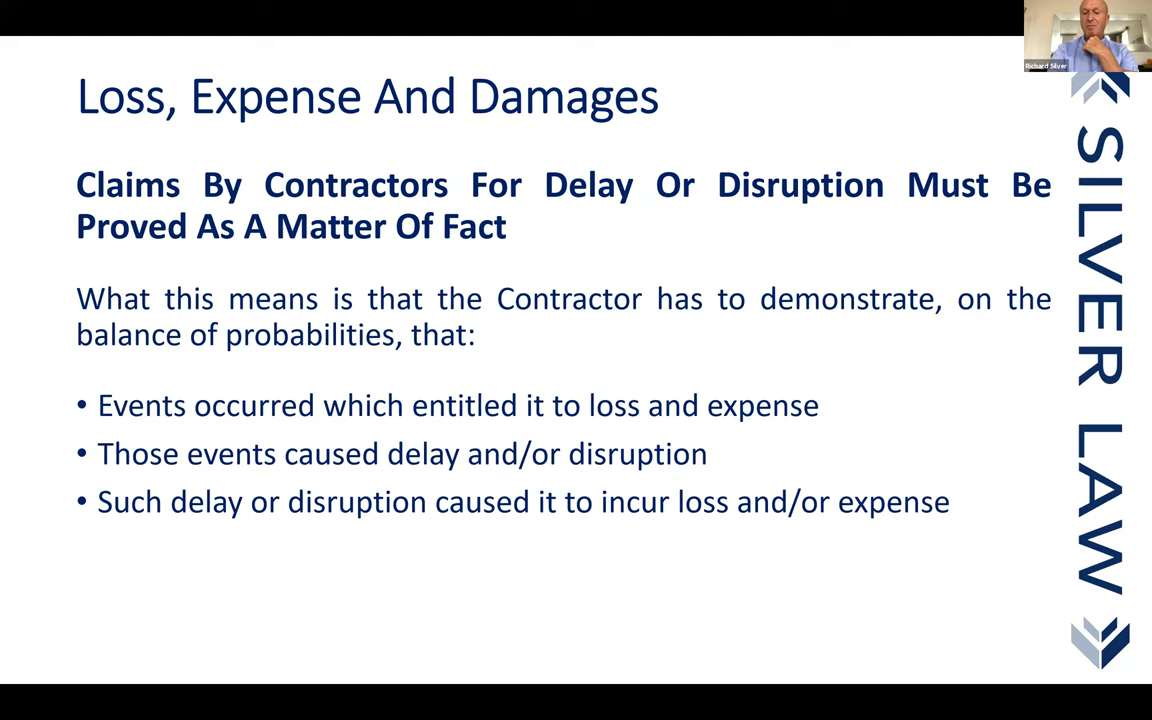 Richard Silver
Loss, Expense And Damages
Claims By Contractors For Delay Or Disruption Must Be
Proved As A Matter Of Fact
What this means is that the Contractor has to demonstrate, on the
balance of probabilities, that:
• Events occurred which entitled it to loss and expense
• Those events caused delay and/or disruption
• Such delay or disruption caused it to incur loss and/or expense
SILVER LAW